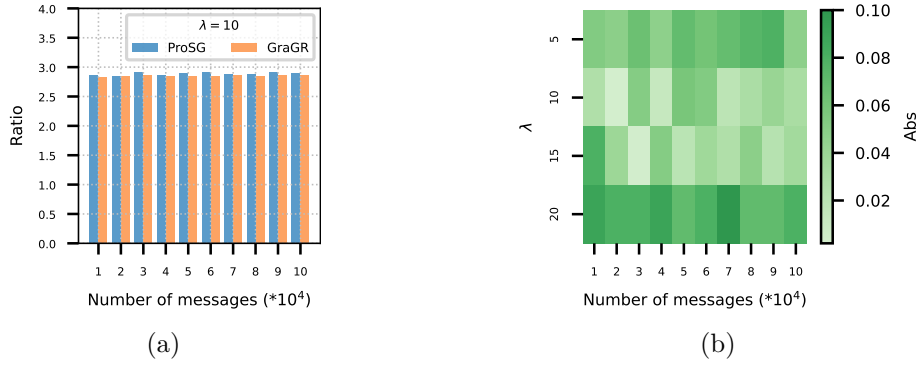 4.0
3.5
3.0
2.5
2.0
1.5
1.0
0.5
0.0
Ratio
λ = 10
ProSG
GraGR
1 2 3 4 5 6 7 8 9 10
Number of messages (*10⁴)
(a)
5
10
15
20
λ
1 2 3 4 5 6 7 8 9 10
Number of messages (*10⁴)
0.10
0.08
0.06
0.04
0.02
Abs
(b)